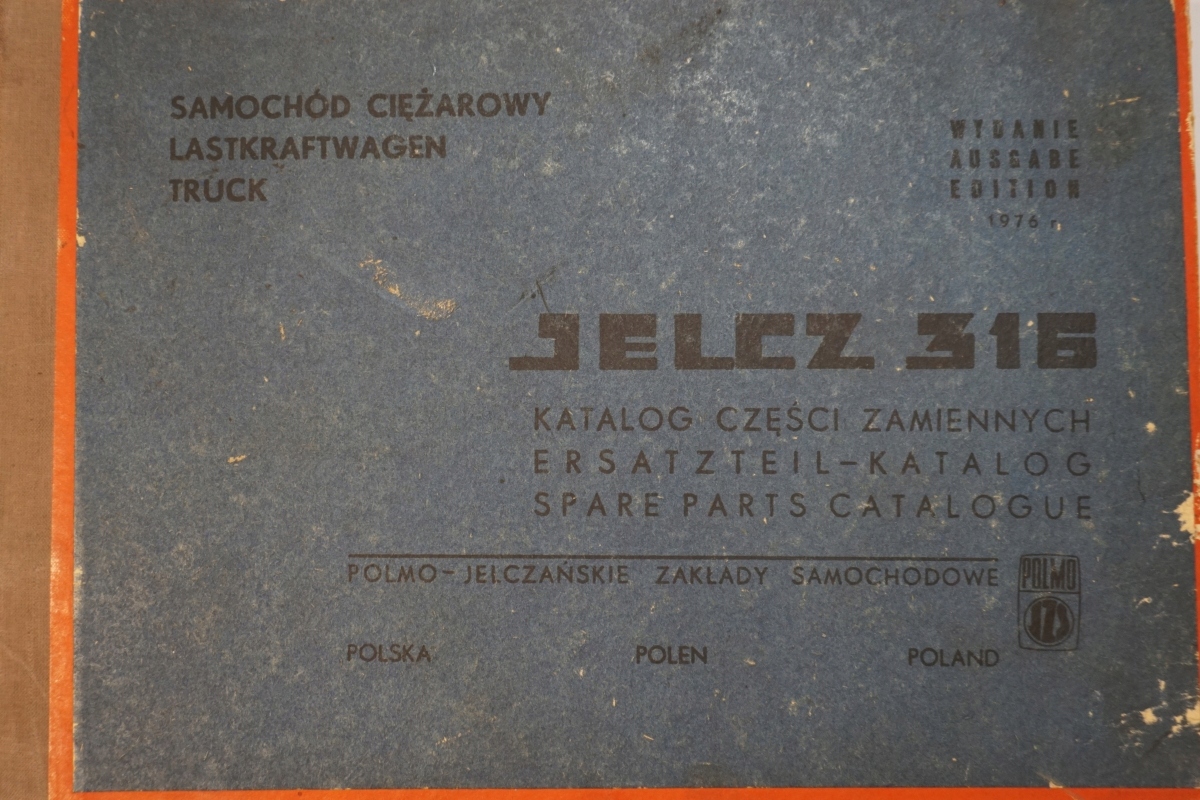 SAMOCHÓD CIĘŻAROWY
LASTKRAFTWAGEN
TRUCK
WYDANIE
AUSGABE
EDITION
1976 r.
JELCZ 316
KATALOG CZĘŚCI ZAMIENNYCH
ERSATZTEIL-KATALOG
SPARE PARTS CATALOGUE
POLMO-JELCZAŃSKIE ZAKŁADY SAMOCHODOWE
POLMO
JZS
POLSKA POLEN POLAND